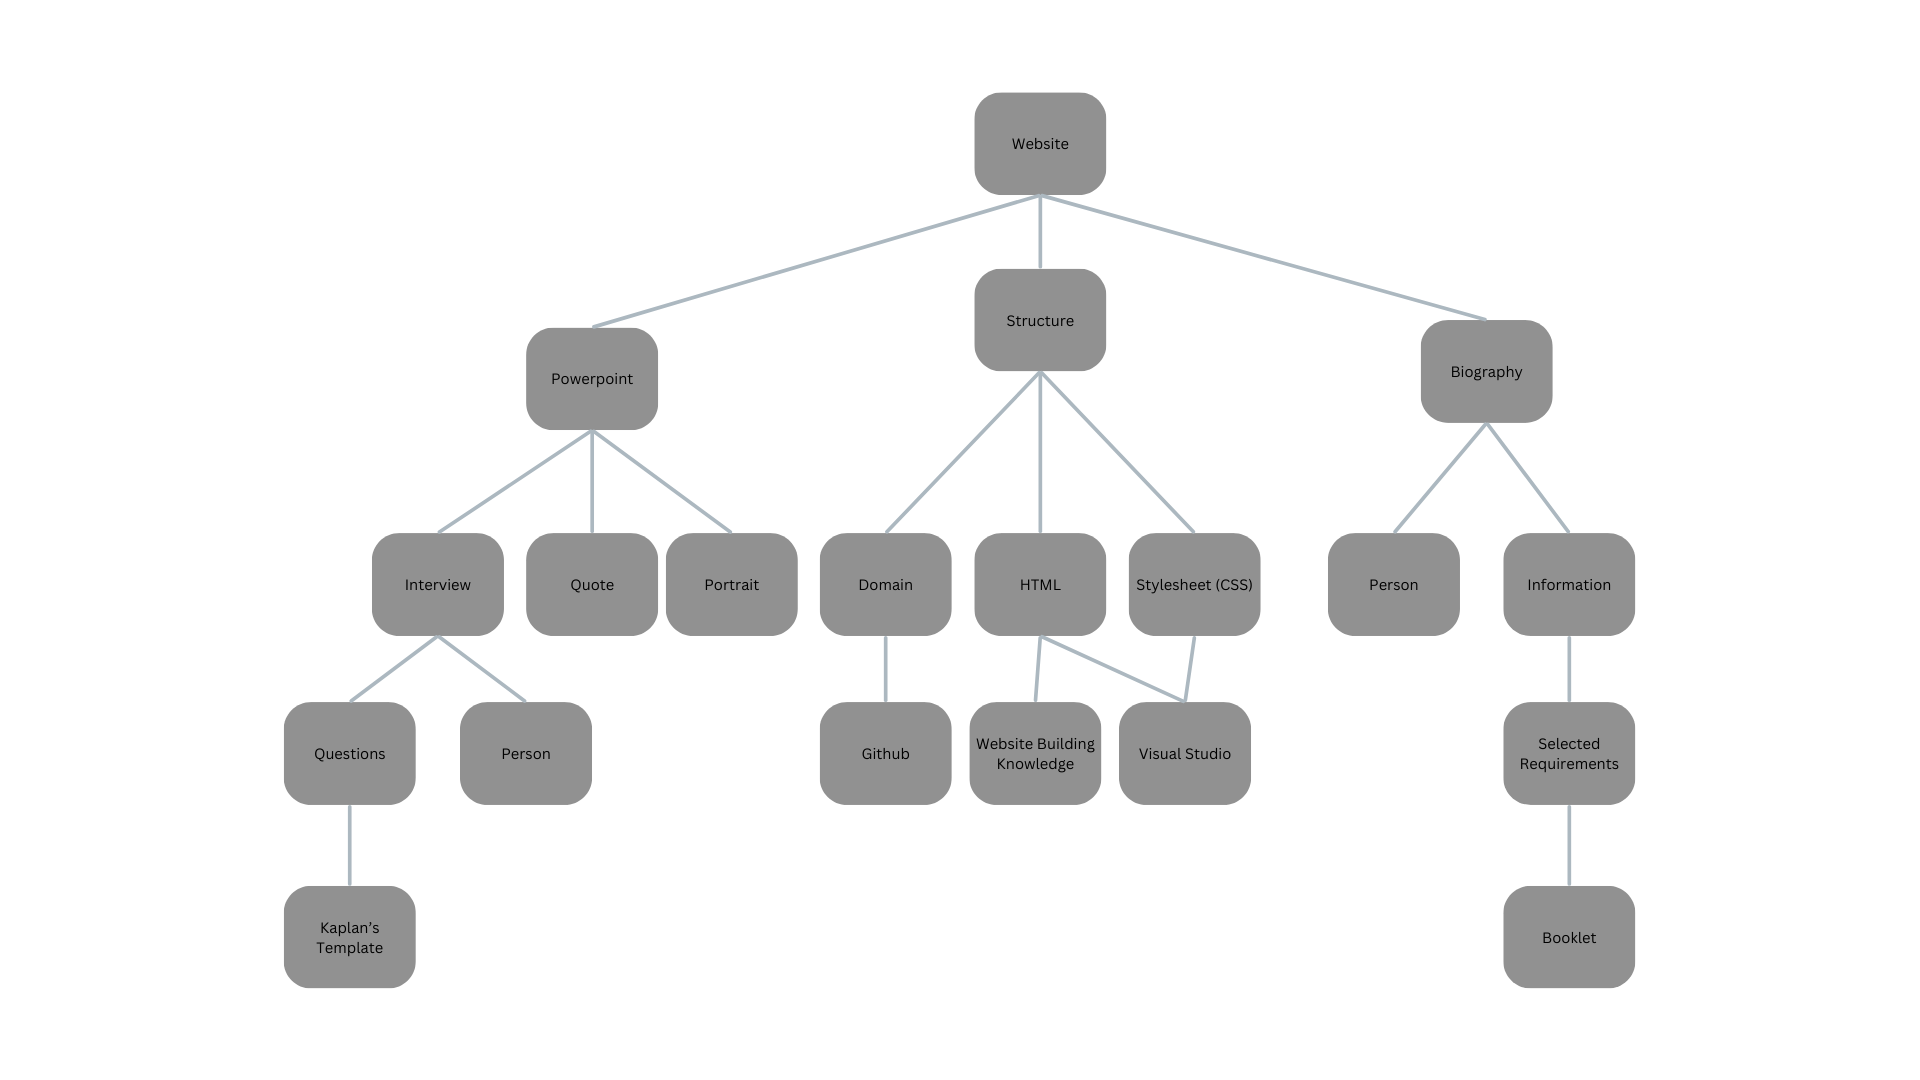 Website
Structure
Biography
Powerpoint
Interview
Quote
Portrait
Domain
HTML
Stylesheet (CSS)
Person
Information
Questions
Person
Github
Website Building
Knowledge
Visual Studio
Selected
Requirements
Kaplan's
Template
Booklet